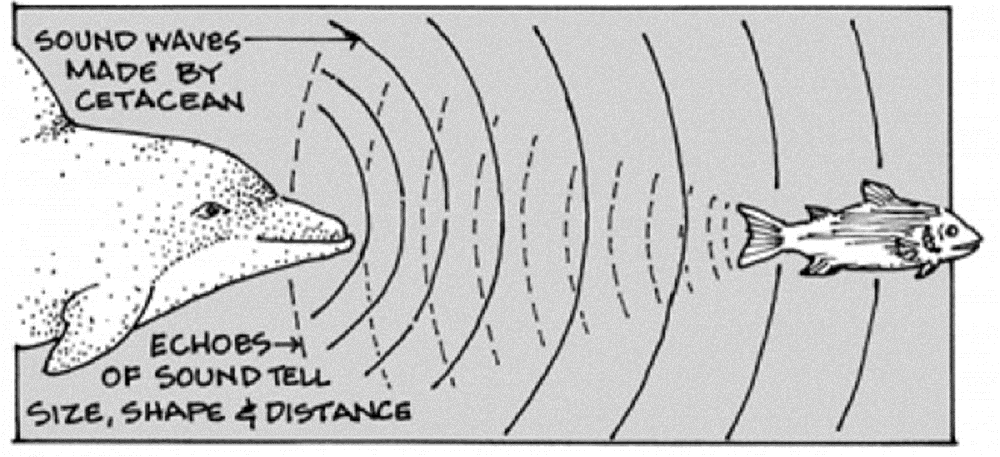 SOUND WAVES
MADE BY
CETACEAN
ECHOES
OF SOUND TELL
SIZE, SHAPE & DISTANCE